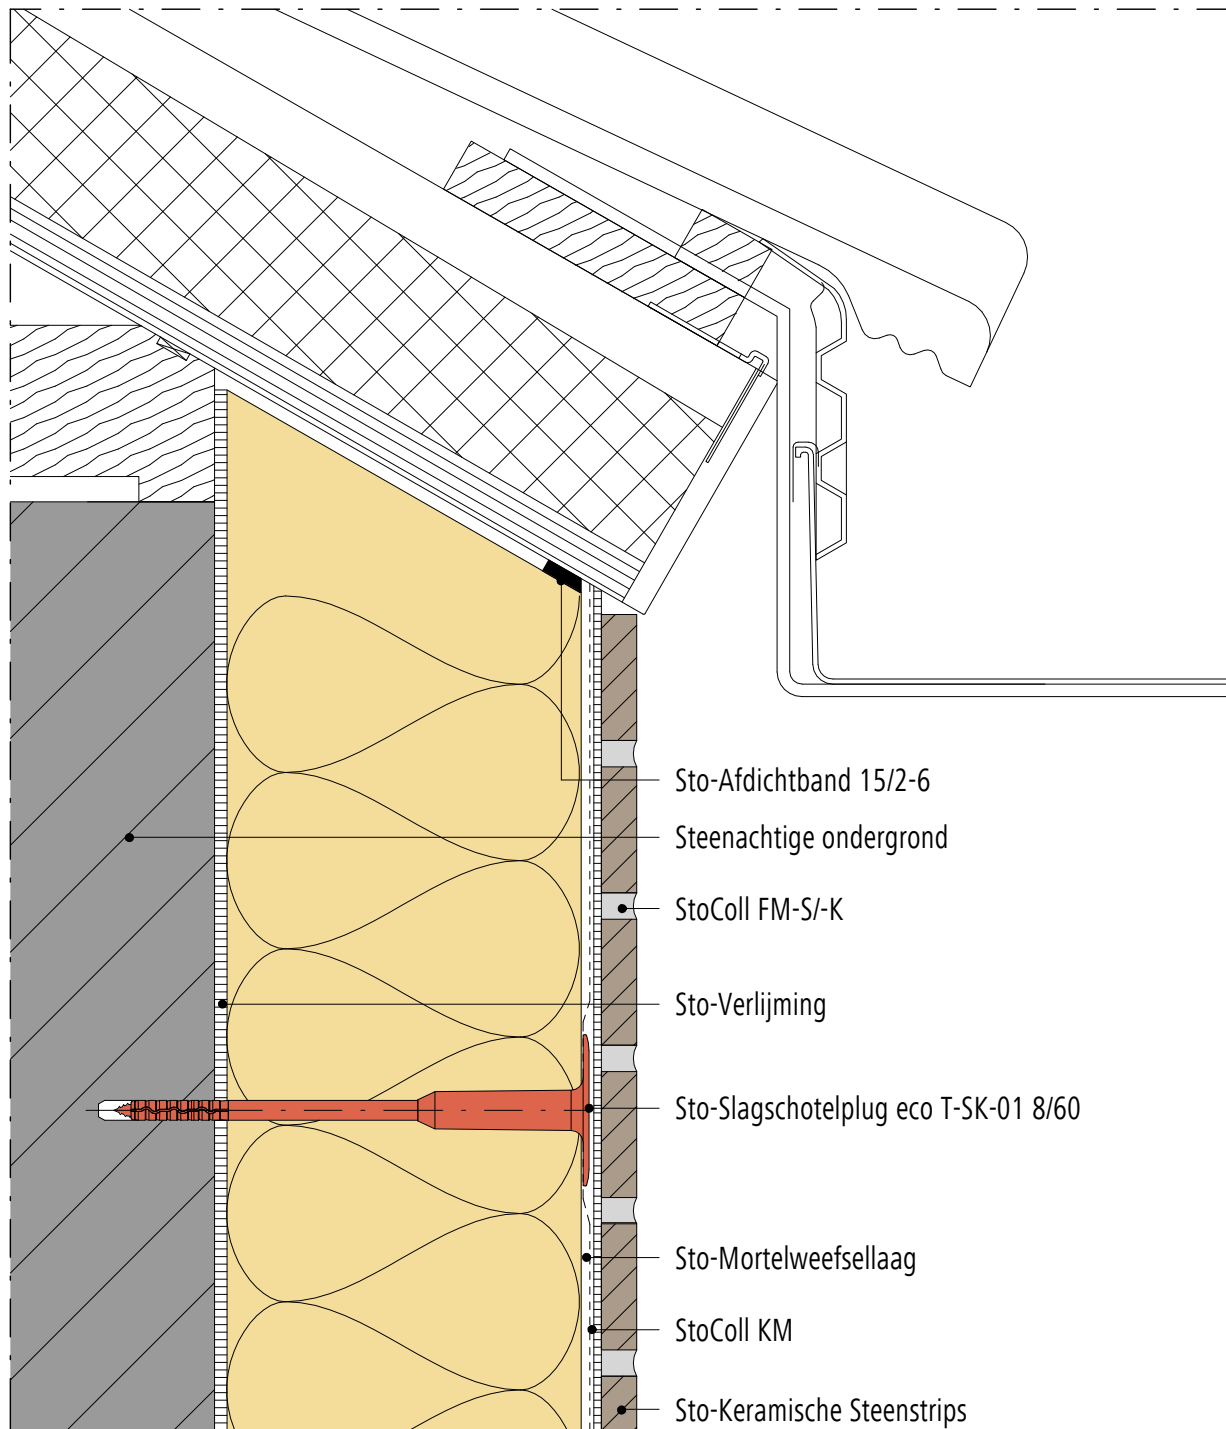 Sto-Afdichtband 15/2-6
Steenachtige ondergrond
StoColl FM-S/-K
Sto-Verlijming
Sto-Slagschotelplug eco T-SK-01 8/60
Sto-Mortelweefsellaag
StoColl KM
Sto-Keramische Steenstrips